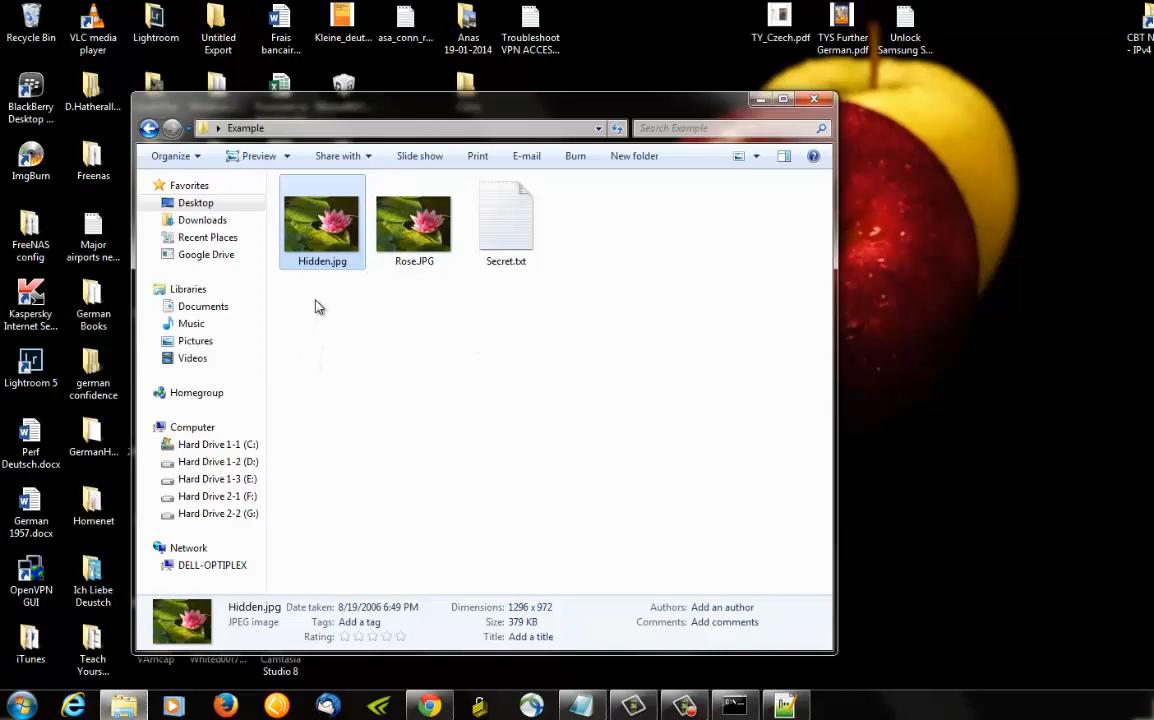 Recycle Bin
VLC media
player
Lightroom
Untitled
Export
Frais
bancair...
Kleine_deut...
asa_conn_r...
Anas
19-01-2014
Troubleshoot
VPN ACCES...
TY_Czech.pdf
TYS Further
German.pdf
Unlock
Samsung S...
CBT N
- IPv4
BlackBerry
Desktop ...
D.Hatherall...
Example
Search Example
Organize
Preview
Share with
Slide show
Print
E-mail
Burn
New folder
ImgBurn
Freenas
Favorites
Desktop
Downloads
Recent Places
Google Drive
Hidden.jpg
Rose.JPG
Secret.txt
FreeNAS
config
Major
airports ne...
Libraries
Documents
Music
Pictures
Videos
Kaspersky
Internet Se...
German
Books
Lightroom 5
german
confidence
Homegroup
Computer
Hard Drive 1-1 (C:)
Hard Drive 1-2 (D:)
Hard Drive 1-3 (E:)
Hard Drive 2-1 (F:)
Hard Drive 2-2 (G:)
Perf
Deutsch.docx
GermanH...
German
1957.docx
Homenet
Network
DELL-OPTIPLEX
OpenVPN
GUI
Ich Liebe
Deustch
Hidden.jpg
Date taken: 8/19/2006 6:49 PM
Dimensions: 1296 x 972
Authors: Add an author
JPEG image
Tags: Add a tag
Size: 379 KB
Comments: Add comments
Rating:
Title: Add a title
iTunes
Teach
Yours...
Camtasia
Studio 8